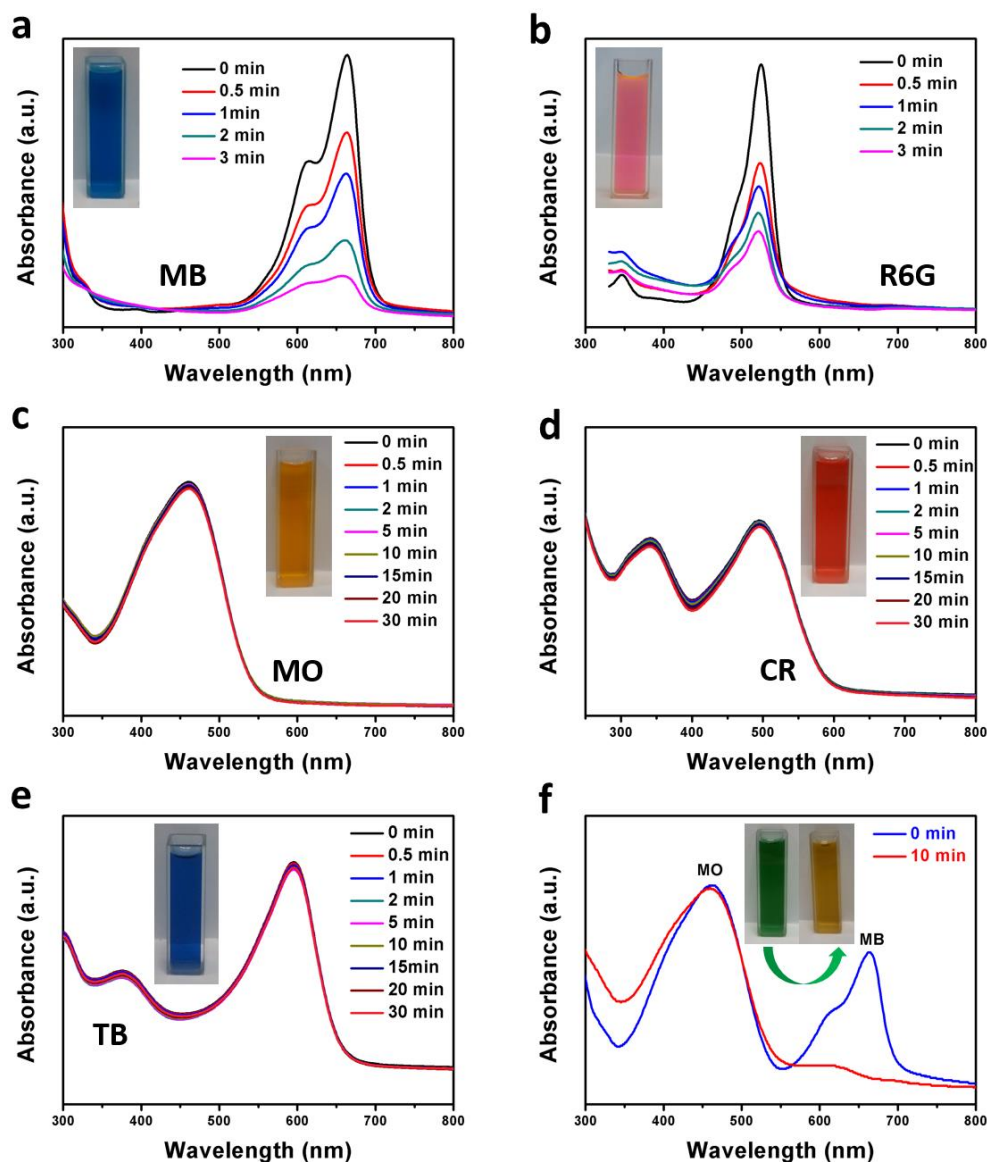 a
0 min
0.5 min
1min
2 min
3 min
MB
Absorbance (a.u.)
300 400 500 600 700 800
Wavelength (nm)
b
0 min
0.5 min
1min
2 min
3 min
R6G
Absorbance (a.u.)
300 400 500 600 700 800
Wavelength (nm)
c
0 min
0.5 min
1 min
2 min
5 min
10 min
15min
20 min
30 min
MO
Absorbance (a.u.)
300 400 500 600 700 800
Wavelength (nm)
d
0 min
0.5 min
1 min
2 min
5 min
10 min
15min
20 min
30 min
CR
Absorbance (a.u.)
300 400 500 600 700 800
Wavelength (nm)
e
0 min
0.5 min
1 min
2 min
5 min
10 min
15min
20 min
30 min
TB
Absorbance (a.u.)
300 400 500 600 700 800
Wavelength (nm)
f
0 min
10 min
MO
MB
Absorbance (a.u.)
300 400 500 600 700 800
Wavelength (nm)